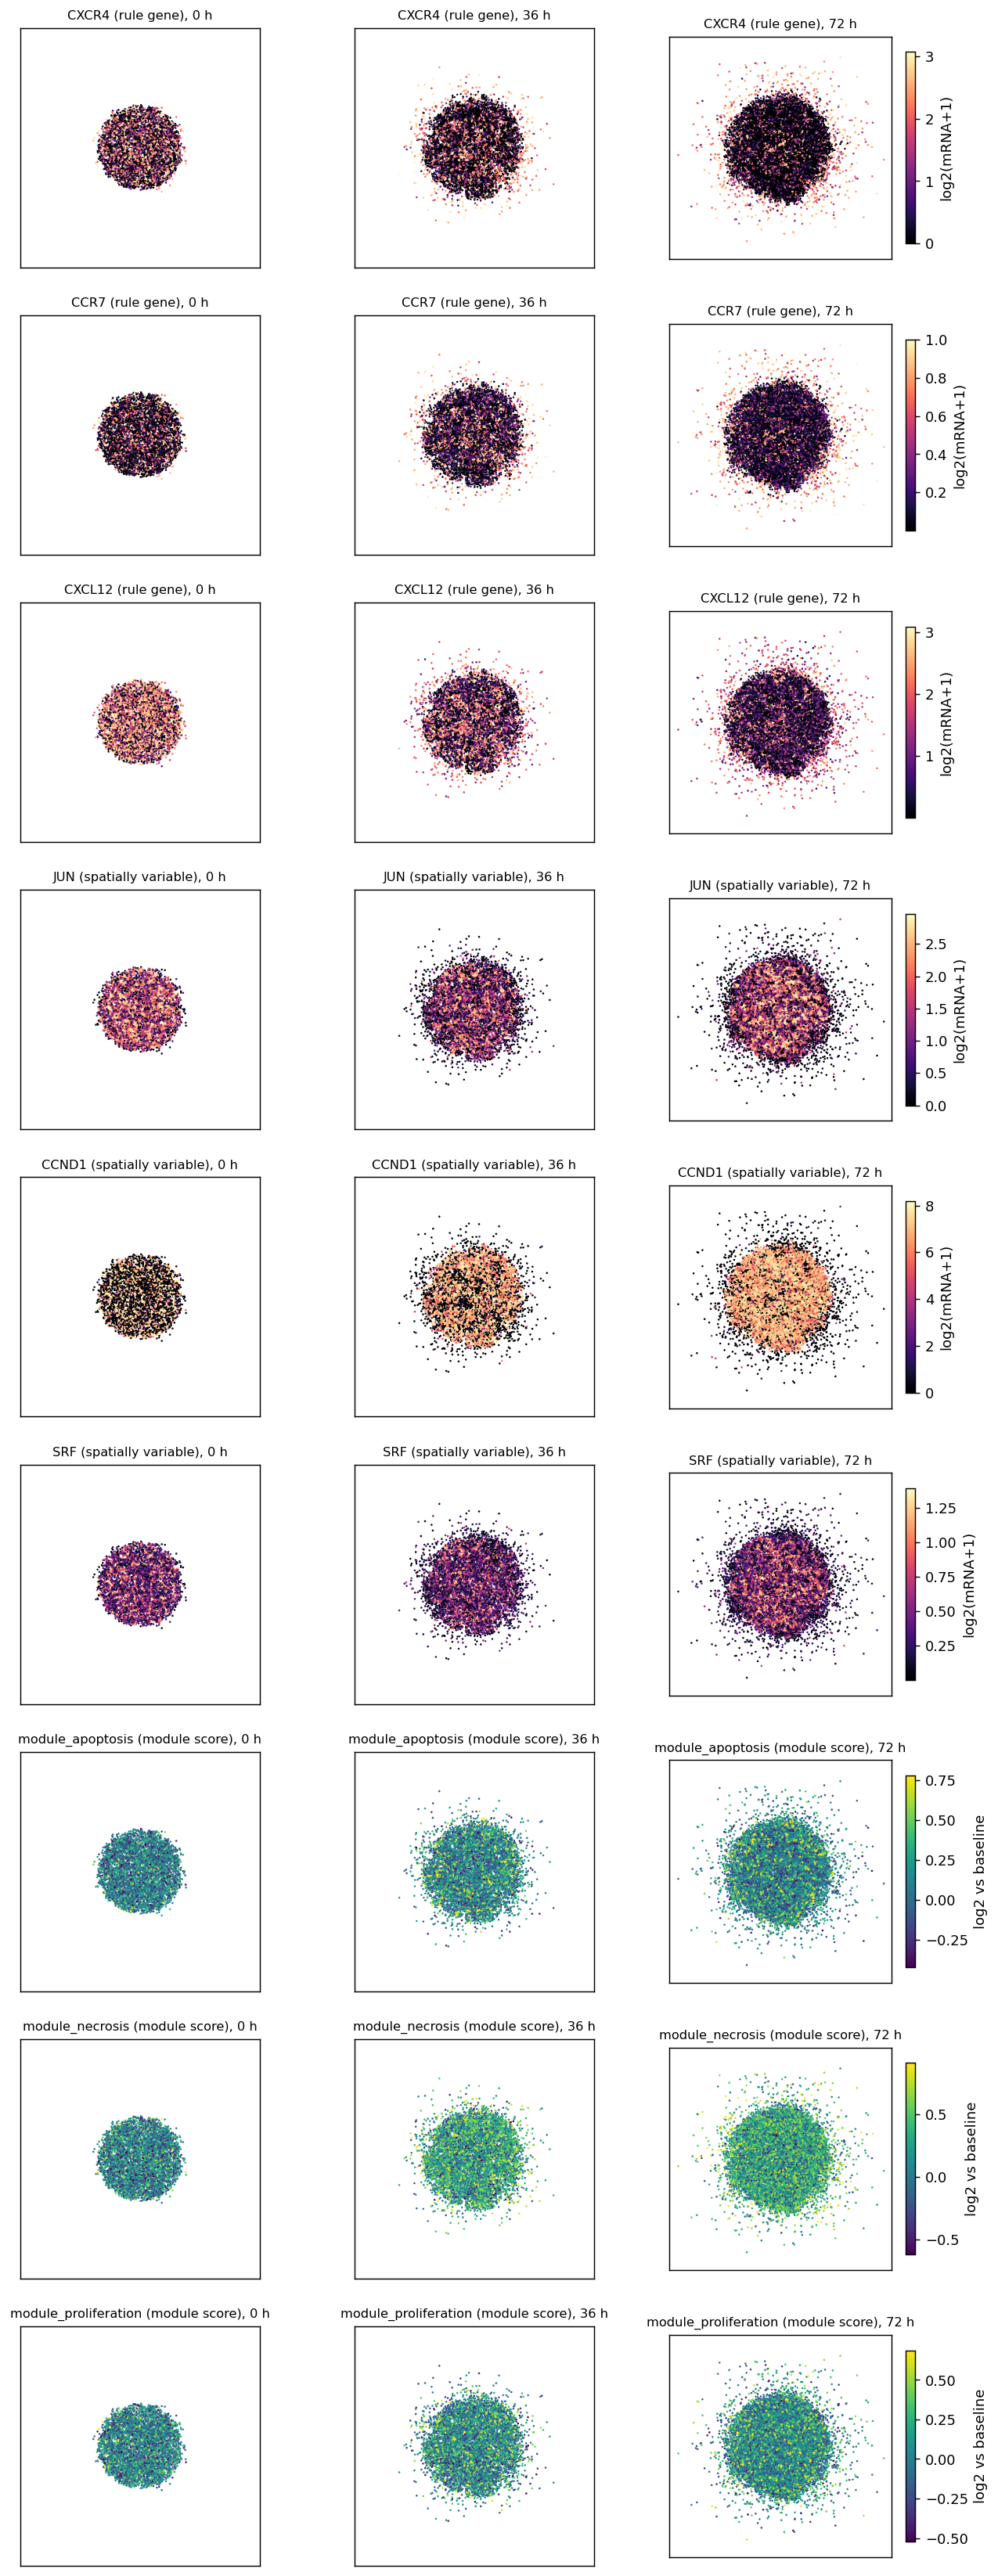 CXCR4 (rule gene), 0 h
CXCR4 (rule gene), 36 h
CXCR4 (rule gene), 72 h
3
2
1
0
log2(mRNA+1)
CCR7 (rule gene), 0 h
CCR7 (rule gene), 36 h
CCR7 (rule gene), 72 h
1.0
0.8
0.6
0.4
0.2
log2(mRNA+1)
CXCL12 (rule gene), 0 h
CXCL12 (rule gene), 36 h
CXCL12 (rule gene), 72 h
3
2
1
log2(mRNA+1)
JUN (spatially variable), 0 h
JUN (spatially variable), 36 h
JUN (spatially variable), 72 h
2.5
2.0
1.5
1.0
0.5
0.0
log2(mRNA+1)
CCND1 (spatially variable), 0 h
CCND1 (spatially variable), 36 h
CCND1 (spatially variable), 72 h
8
6
4
2
0
log2(mRNA+1)
SRF (spatially variable), 0 h
SRF (spatially variable), 36 h
SRF (spatially variable), 72 h
1.25
1.00
0.75
0.50
0.25
log2(mRNA+1)
module_apoptosis (module score), 0 h
module_apoptosis (module score), 36 h
module_apoptosis (module score), 72 h
0.75
0.50
0.25
0.00
−0.25
log2 vs baseline
module_necrosis (module score), 0 h
module_necrosis (module score), 36 h
module_necrosis (module score), 72 h
0.5
0.0
−0.5
log2 vs baseline
module_proliferation (module score), 0 h
module_proliferation (module score), 36 h
module_proliferation (module score), 72 h
0.50
0.25
0.00
−0.25
−0.50
log2 vs baseline